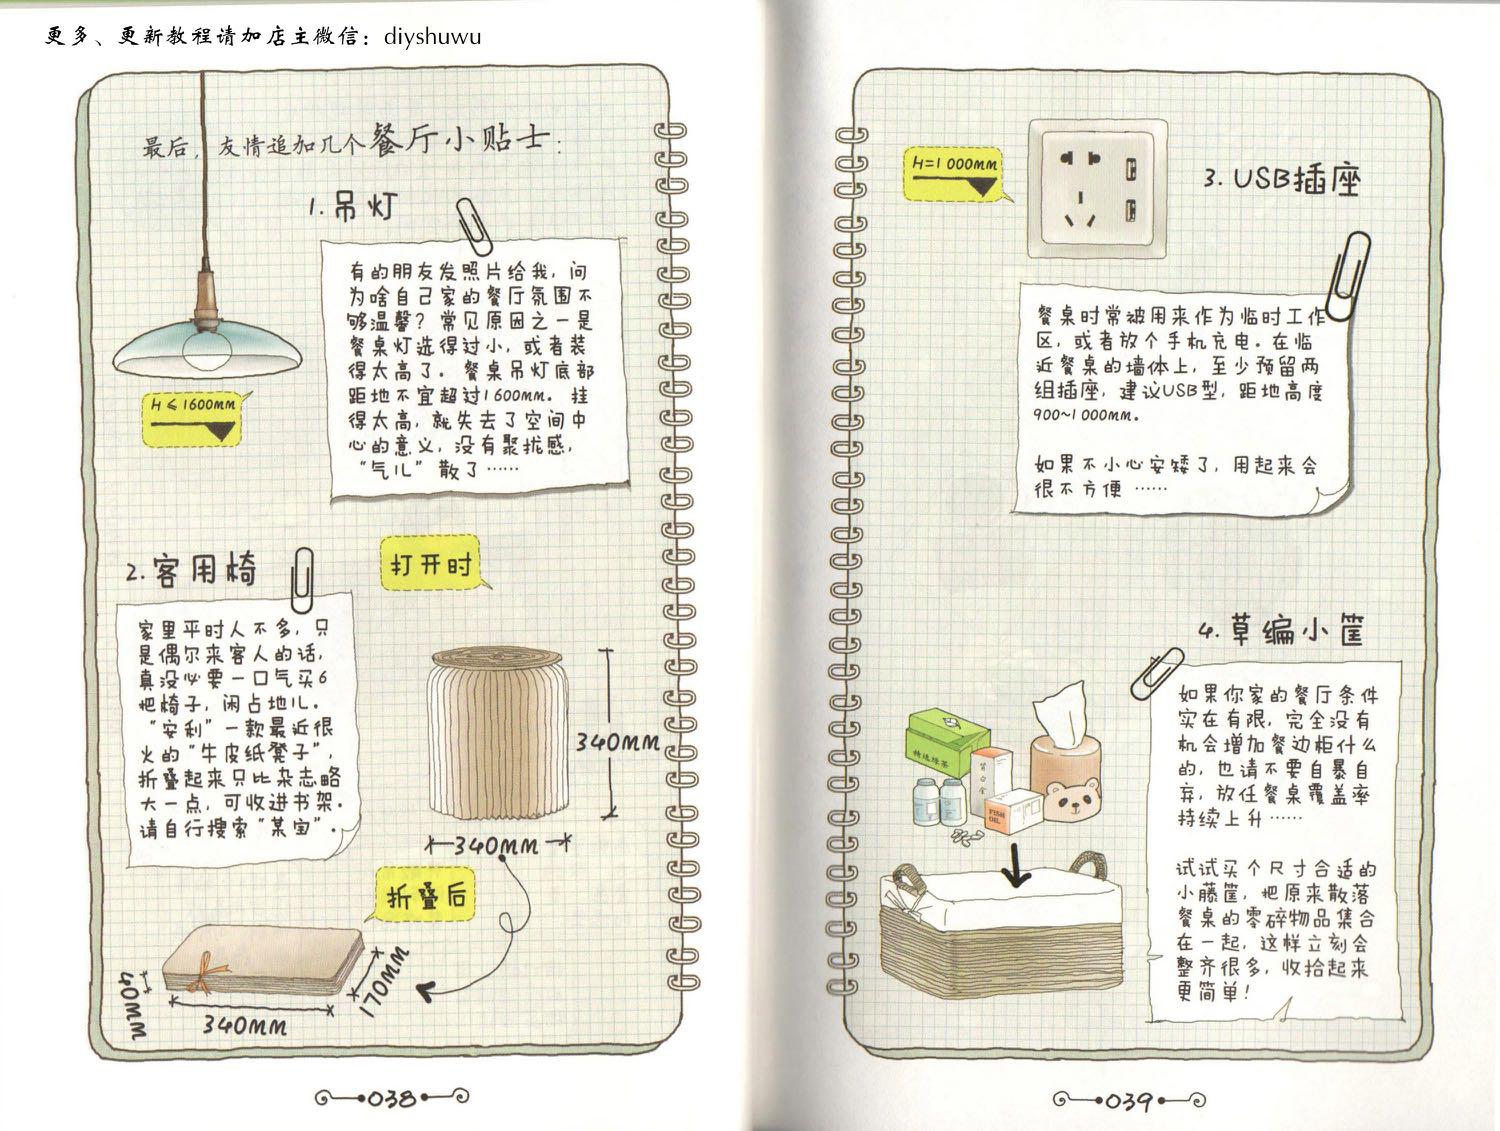 更多、更新教程请加店主微信：diyshuwu
最后，友情追加几个餐厅小贴士：
1.吊灯
有的朋友发照片给我，问
为啥自己家的餐厅氛围不
够温馨？常见原因之一是
餐桌灯选得过小，或者装
得太高了。餐桌吊灯底部
距地不宜超过1600mm。挂
得太高，就失去了空间中
心的意义，没有聚拢感，
“气儿”散了……
H≤1600mm
2.客用椅
家里平时人不多，只
是偶尔来客人的话，
真没必要一口气买6
把椅子，闲占地儿。
“安利”一款最近很
火的“牛皮纸凳子”，
折叠起来只比杂志略
大一点，可收进书架。
请自行搜索“某宝”。
打开时
340mm
340mm
折叠后
40mm
340mm
170mm
038
H=1000mm
3.USB插座
餐桌时常被用来作为临时工作
区，或者放个手机充电。在临
近餐桌的墙体上，至少预留两
组插座，建议USB型，距地高度
900~1000mm。
如果不小心安矮了，用起来会
很不方便……
4.草编小筐
如果你家的餐厅条件
实在有限，完全没有
机会增加餐边柜什么
的，也请不要自暴自
弃，放任餐桌覆盖率
持续上升……
试试买个尺寸合适的
小藤筐，把原来散落
餐桌的零碎物品集合
在一起，这样立刻会
整齐很多，收拾起来
更简单！
精选绿茶
FISH
OIL
039